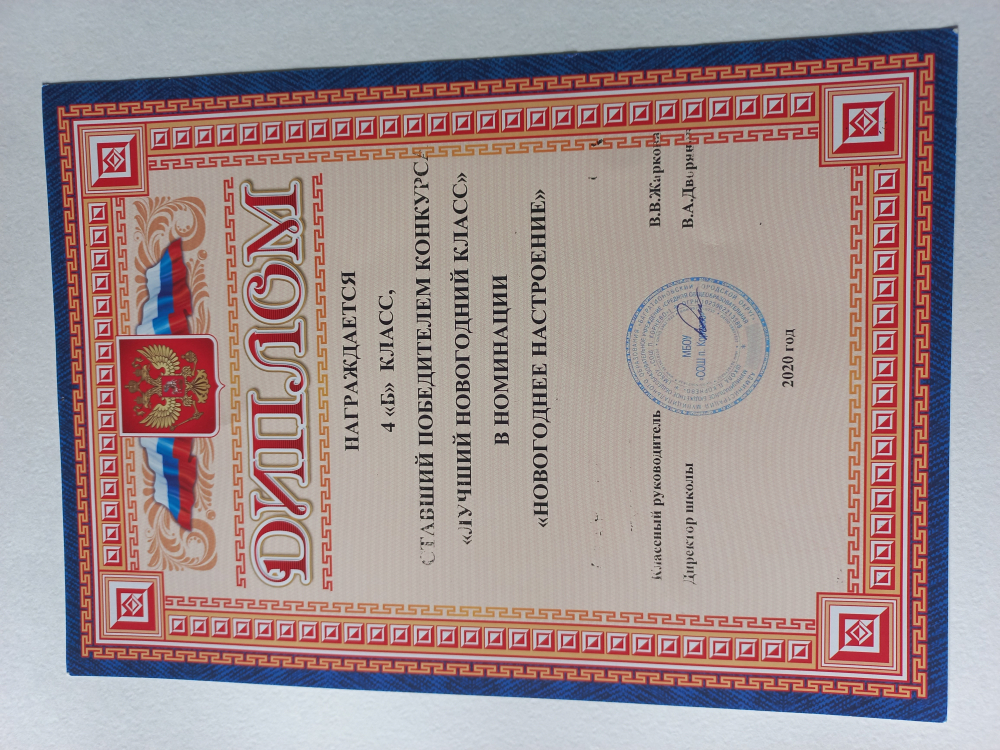 ДИПЛОМ
НАГРАЖДАЕТСЯ
4 «Б» КЛАСС,
СТАВШИЙ ПОБЕДИТЕЛЕМ КОНКУРСА
«ЛУЧШИЙ НОВОГОДНИЙ КЛАСС»
В НОМИНАЦИИ
«НОВОГОДНЕЕ НАСТРОЕНИЕ»
Классный руководитель В.В.Жаркова
Директор школы
МБОУ
СОШ п.
2020 год